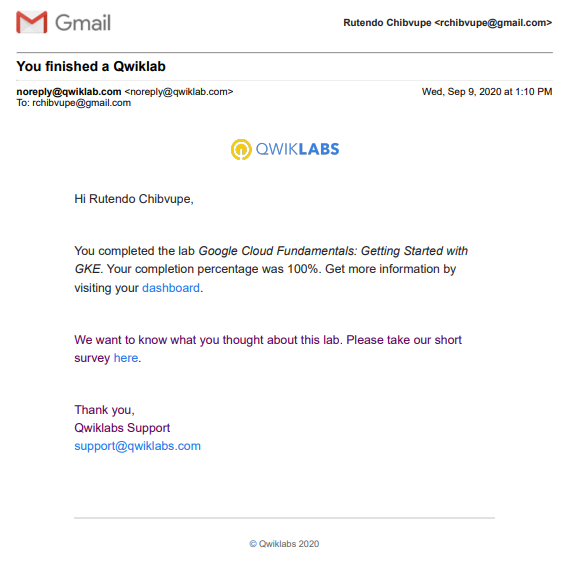 Gmail
Rutendo Chibvupe <rchibvupe@gmail.com>
You finished a Qwiklab
noreply@qwiklab.com <noreply@qwiklab.com>
Wed, Sep 9, 2020 at 1:10 PM
To: rchibvupe@gmail.com
QWIKLABS
Hi Rutendo Chibvupe,
You completed the lab Google Cloud Fundamentals: Getting Started with
GKE. Your completion percentage was 100%. Get more information by
visiting your dashboard.
We want to know what you thought about this lab. Please take our short
survey here.
Thank you,
Qwiklabs Support
support@qwiklabs.com
© Qwiklabs 2020